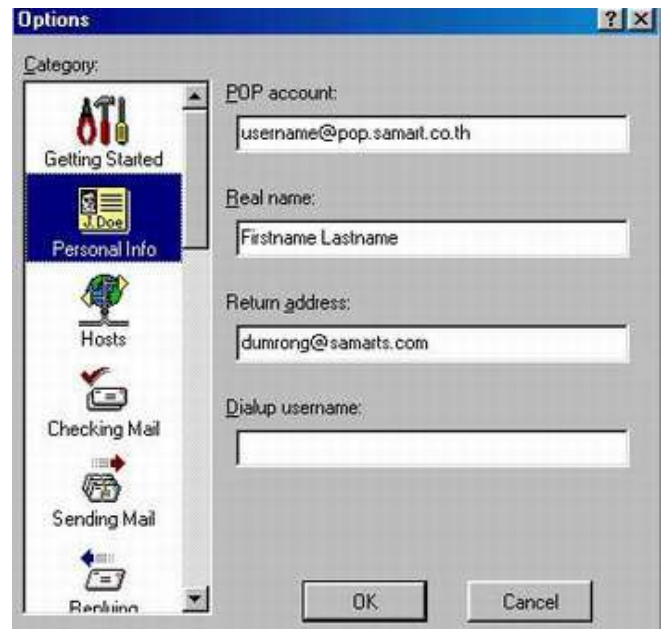 Options
Category:
Getting Started
J.Doe
Personal Info
Hosts
Checking Mail
Sending Mail
Replying
POP account:
username@pop.samart.co.th
Real name:
Firstname Lastname
Return address:
dumrong@samarts.com
Dialup username:
OK
Cancel